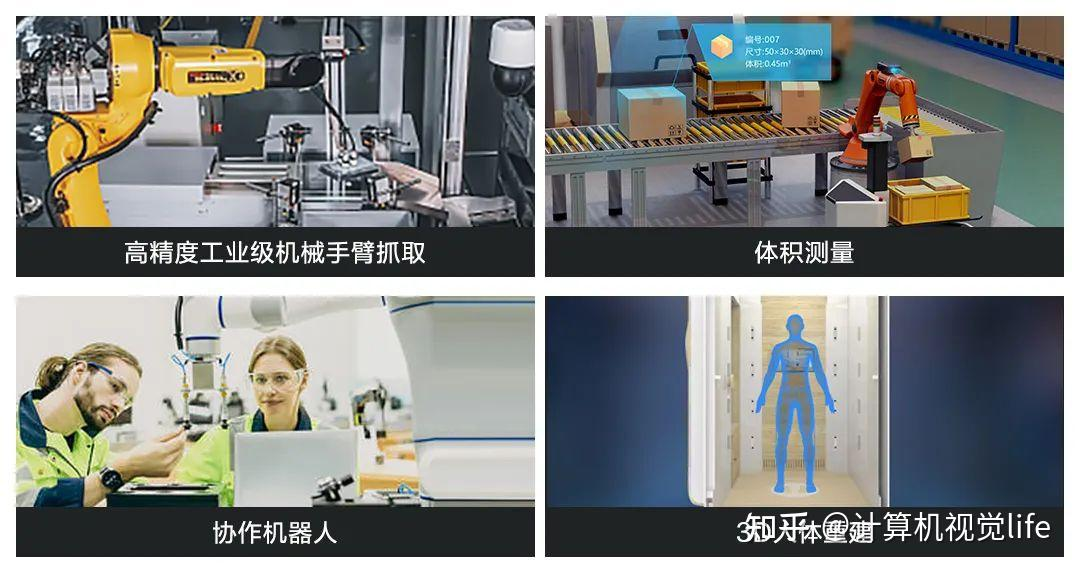 编号:007
尺寸:50×30×30(mm)
体积:0.45m³
高精度工业级机械手臂抓取
体积测量
协作机器人
3D人体重建
知乎 @计算机视觉life